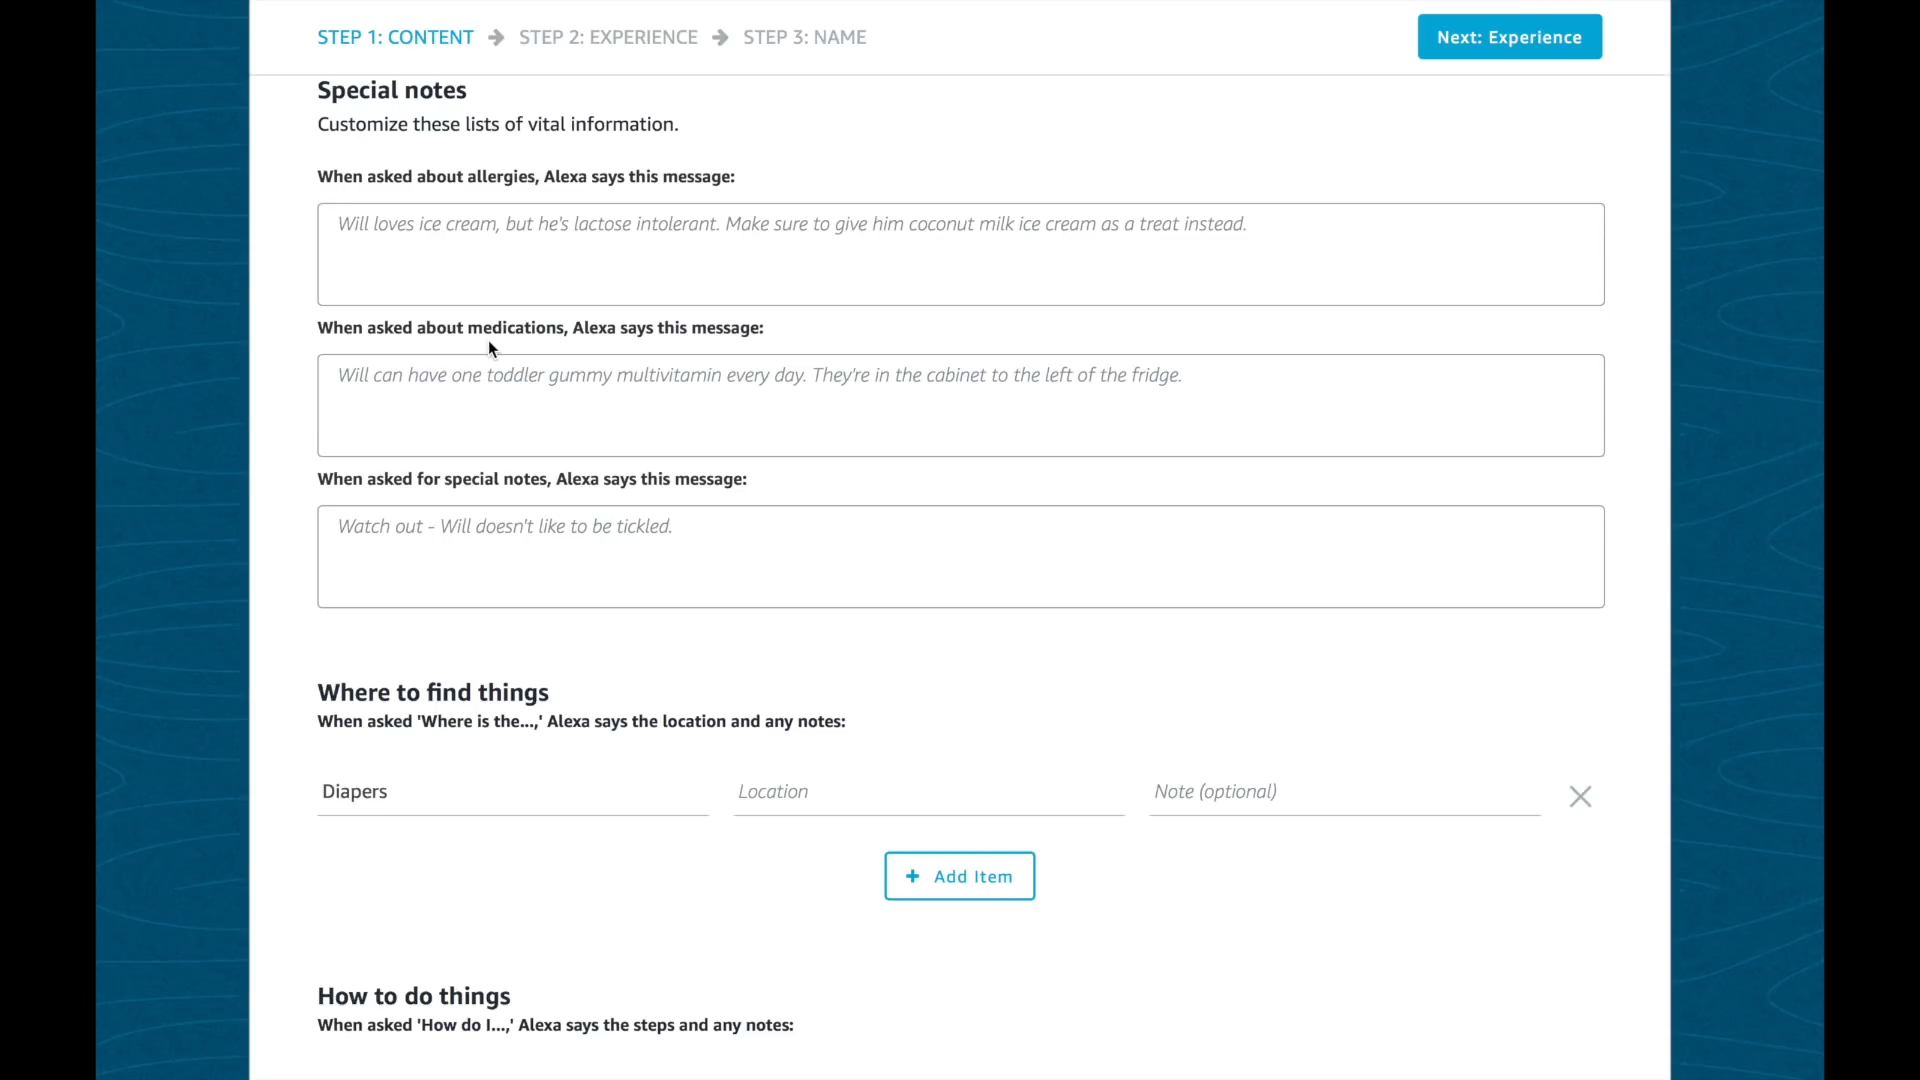 STEP 1: CONTENT → STEP 2: EXPERIENCE → STEP 3: NAME
Next: Experience
Special notes
Customize these lists of vital information.
When asked about allergies, Alexa says this message:
Will loves ice cream, but he's lactose intolerant. Make sure to give him coconut milk ice cream as a treat instead.
When asked about medications, Alexa says this message:
Will can have one toddler gummy multivitamin every day. They're in the cabinet to the left of the fridge.
When asked for special notes, Alexa says this message:
Watch out - Will doesn't like to be tickled.
Where to find things
When asked 'Where is the...,' Alexa says the location and any notes:
Diapers Location Note (optional)
+ Add Item
How to do things
When asked 'How do I...,' Alexa says the steps and any notes: